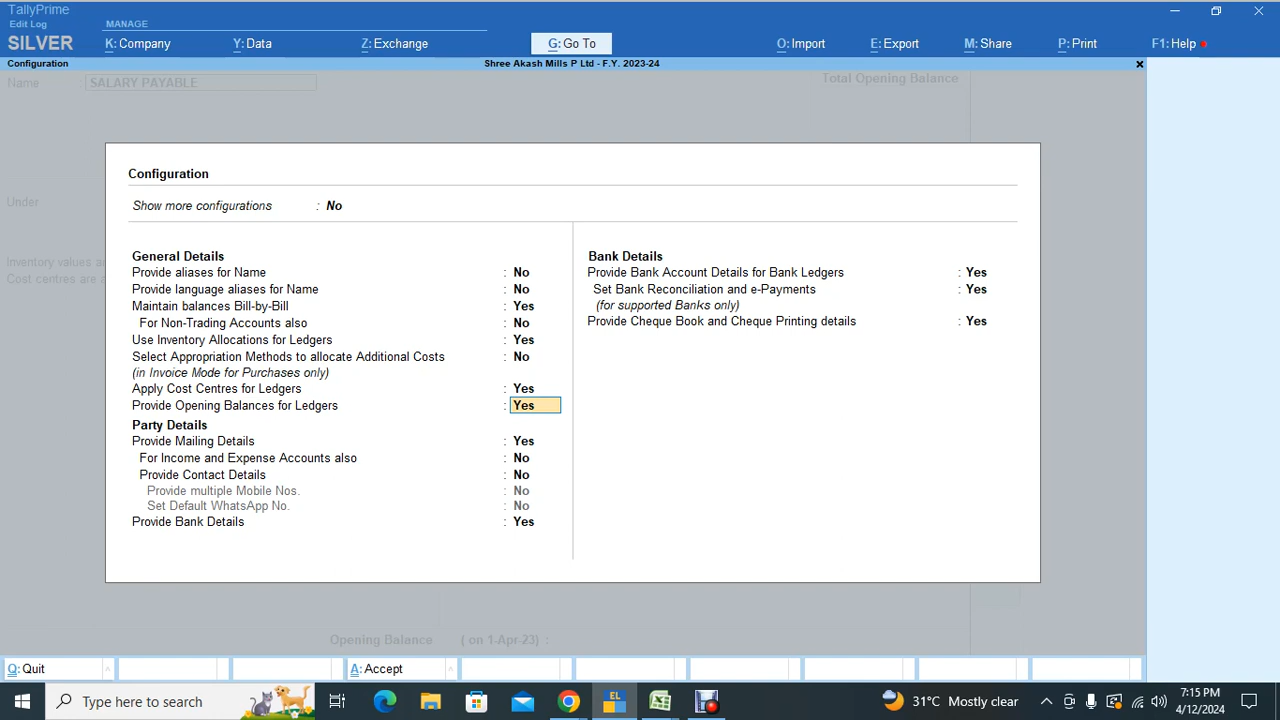 TallyPrime
Edit Log
SILVER
MANAGE
K: Company
Y: Data
Z: Exchange
G: Go To
O: Import
E: Export
M: Share
P: Print
F1: Help
Configuration
Shree Akash Mills P Ltd - F.Y. 2023-24
Name : SALARY PAYABLE
Total Opening Balance
Under
Inventory values a
Cost centres are
Configuration
Show more configurations : No
General Details
Provide aliases for Name : No
Provide language aliases for Name : No
Maintain balances Bill-by-Bill : Yes
For Non-Trading Accounts also : No
Use Inventory Allocations for Ledgers : Yes
Select Appropriation Methods to allocate Additional Costs : No
(in Invoice Mode for Purchases only)
Apply Cost Centres for Ledgers : Yes
Provide Opening Balances for Ledgers : Yes
Party Details
Provide Mailing Details : Yes
For Income and Expense Accounts also : No
Provide Contact Details : No
Provide multiple Mobile Nos. : No
Set Default WhatsApp No. : No
Provide Bank Details : Yes
Bank Details
Provide Bank Account Details for Bank Ledgers : Yes
Set Bank Reconciliation and e-Payments : Yes
(for supported Banks only)
Provide Cheque Book and Cheque Printing details : Yes
Opening Balance ( on 1-Apr-23) :
Q: Quit
A: Accept
Type here to search
EL
31°C Mostly clear
7:15 PM
4/12/2024